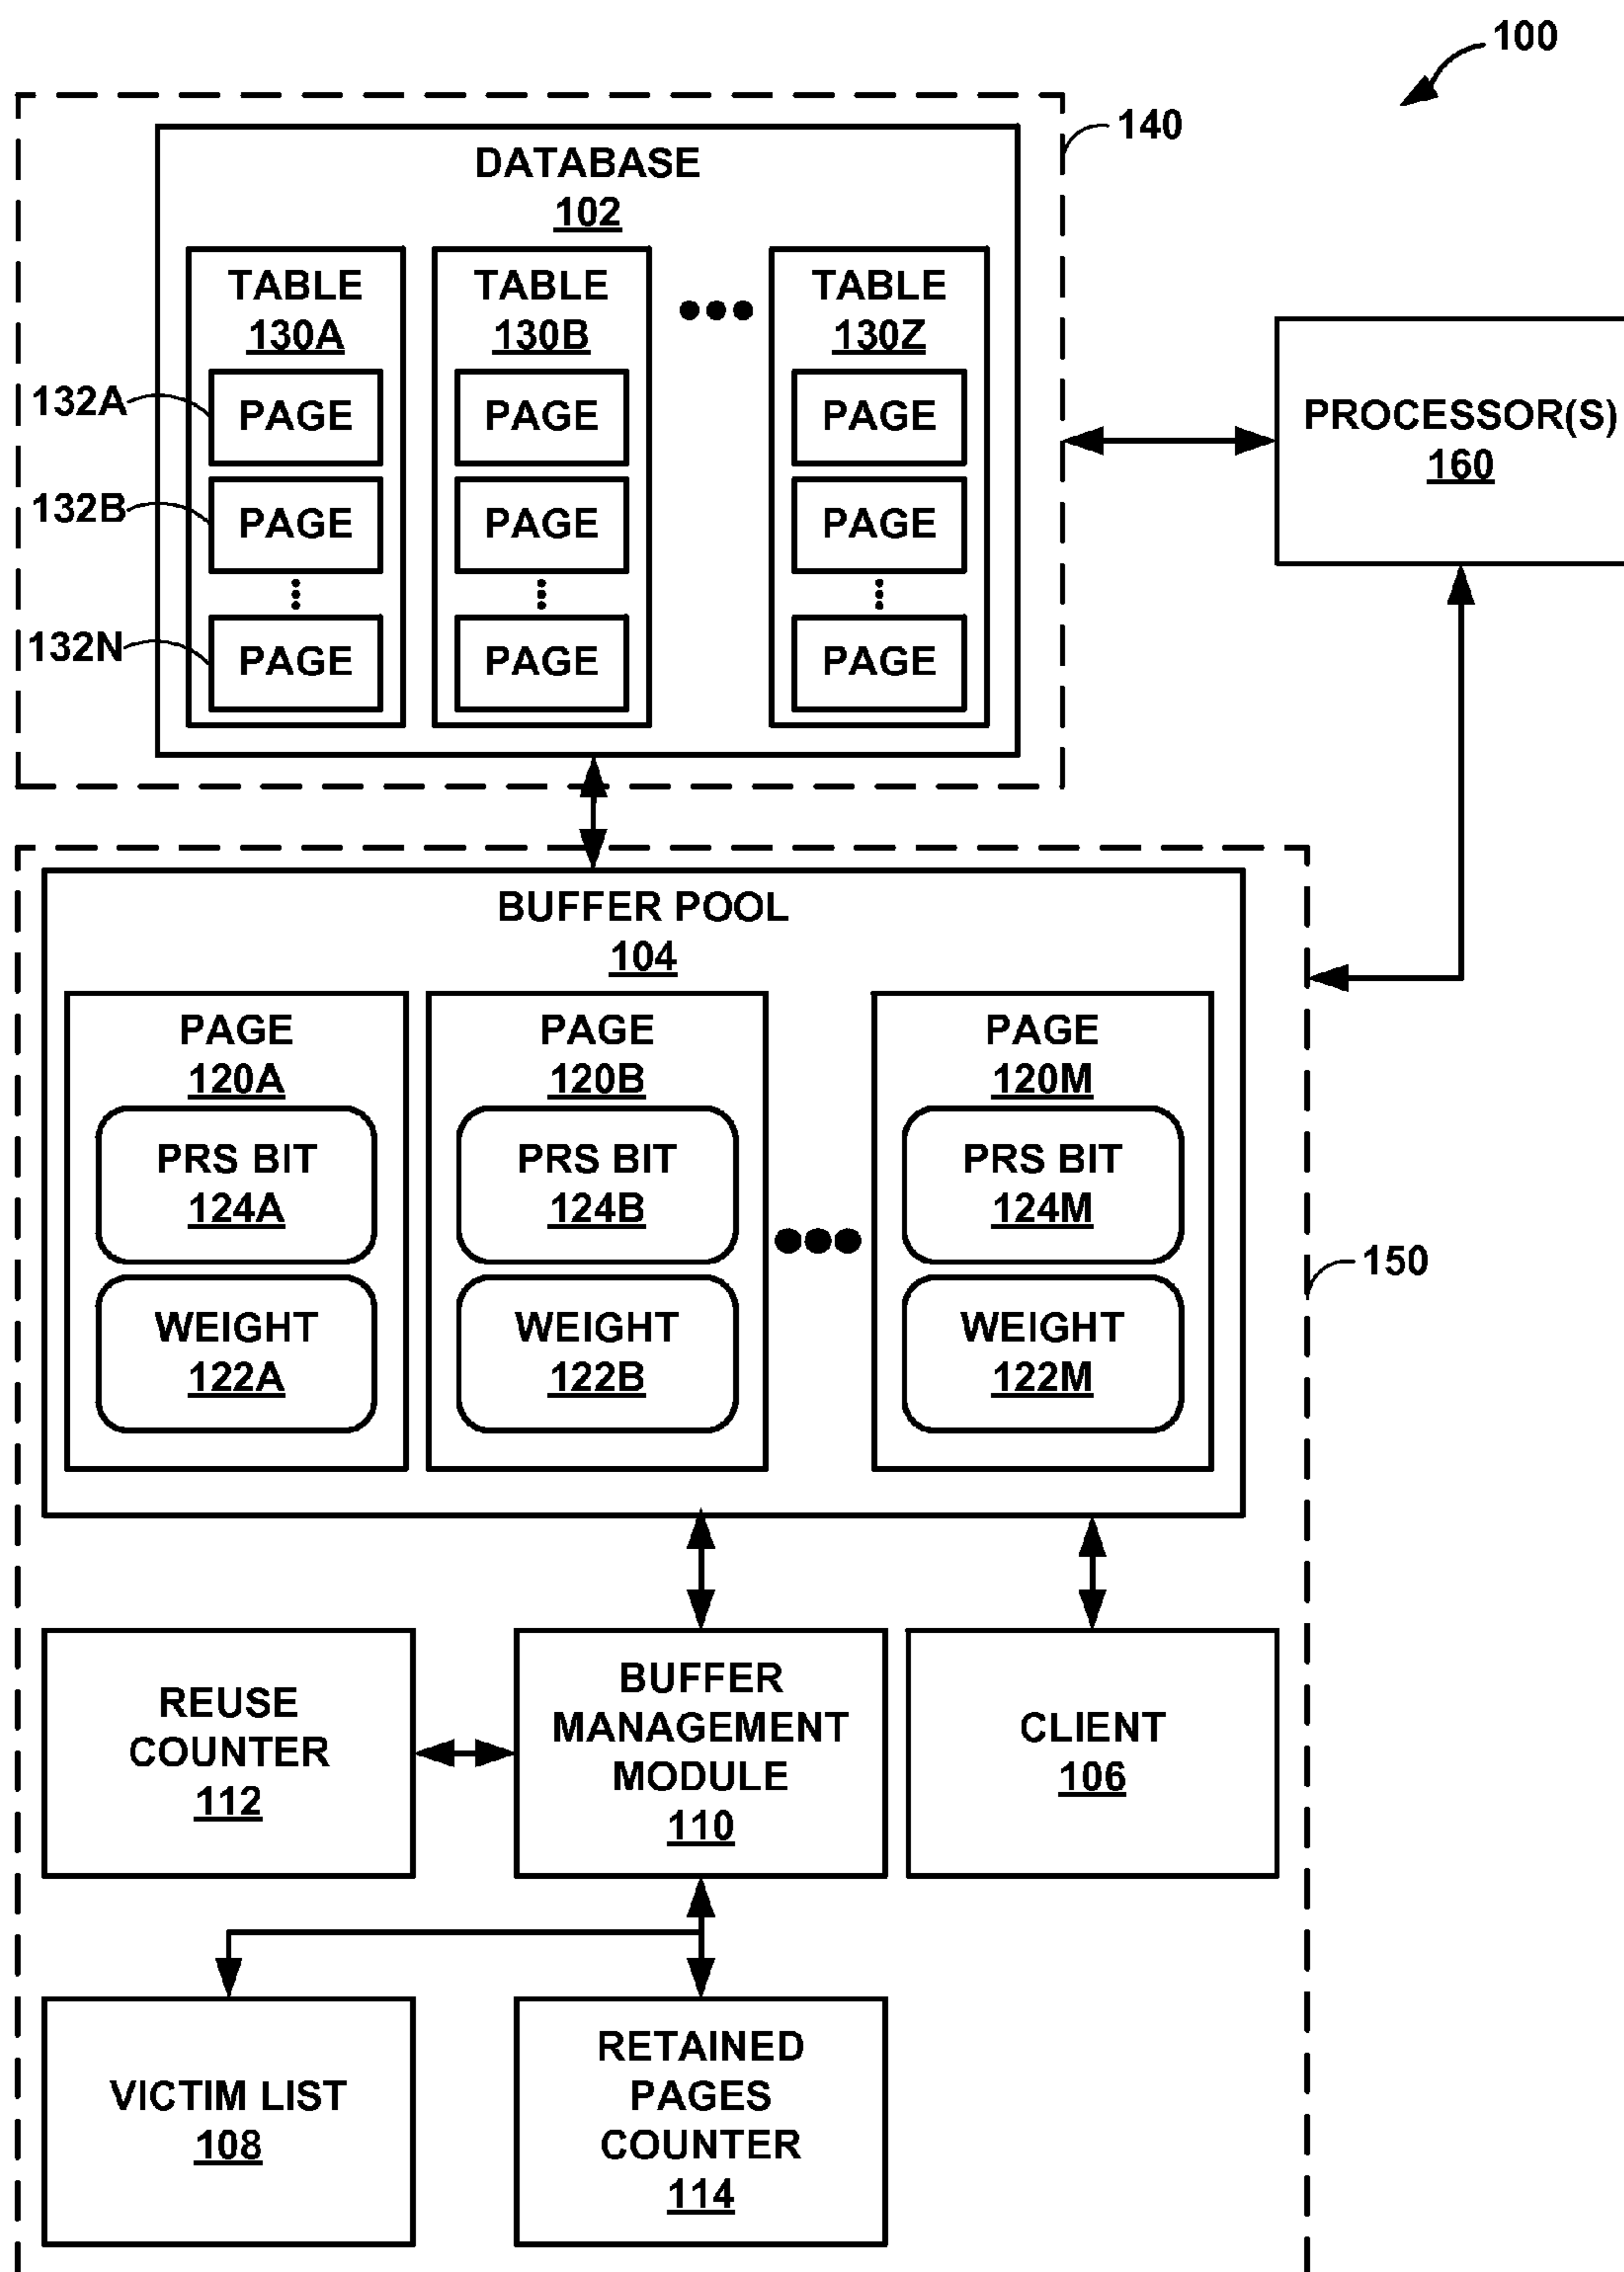 100
140
DATABASE
102
TABLE
130A
TABLE
130B
TABLE
130Z
132A
PAGE
PAGE
PAGE
132B
PAGE
PAGE
PAGE
132N
PAGE
PAGE
PAGE
PROCESSOR(S)
160
BUFFER POOL
104
PAGE
120A
PAGE
120B
PAGE
120M
PRS BIT
124A
PRS BIT
124B
PRS BIT
124M
WEIGHT
122A
WEIGHT
122B
WEIGHT
122M
150
REUSE
COUNTER
112
BUFFER
MANAGEMENT
MODULE
110
CLIENT
106
VICTIM LIST
108
RETAINED
PAGES
COUNTER
114